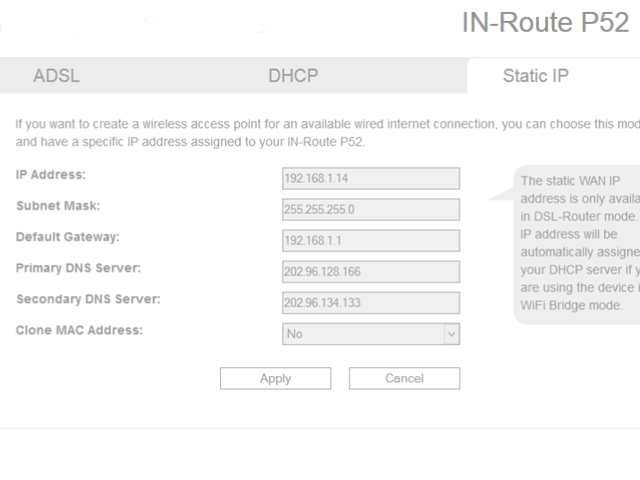 IN-Route P52
ADSL DHCP Static IP
If you want to create a wireless access point for an available wired internet connection, you can choose this mod
and have a specific IP address assigned to your IN-Route P52.
IP Address: 192.168.1.14
Subnet Mask: 255.255.255.0
Default Gateway: 192.168.1.1
Primary DNS Server: 202.96.128.166
Secondary DNS Server: 202.96.134.133
Clone MAC Address: No
Apply Cancel
The static WAN IP
address is only availa
in DSL-Router mode.
IP address will be
automatically assigne
your DHCP server if y
are using the device i
WiFi Bridge mode.